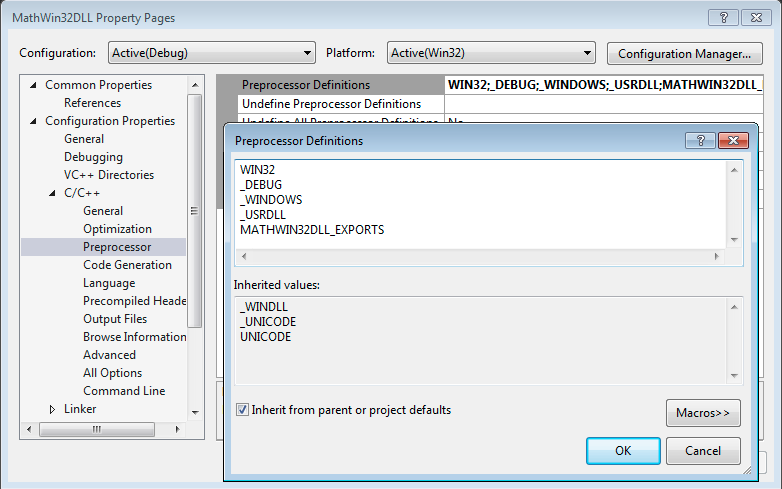 MathWin32DLL Property Pages
Configuration: Active(Debug) Platform: Active(Win32) Configuration Manager...
Common Properties
References
Configuration Properties
General
Debugging
VC++ Directories
C/C++
General
Optimization
Preprocessor
Code Generation
Language
Precompiled Heade
Output Files
Browse Information
Advanced
All Options
Command Line
Linker
Preprocessor Definitions WIN32;_DEBUG;_WINDOWS;_USRDLL;MATHWIN32DLL_
Undefine Preprocessor Definitions
Undefine All Preprocessor Definitions No
Preprocessor Definitions
WIN32
_DEBUG
_WINDOWS
_USRDLL
MATHWIN32DLL_EXPORTS
Inherited values:
_WINDLL
_UNICODE
UNICODE
Inherit from parent or project defaults
Macros>>
OK Cancel